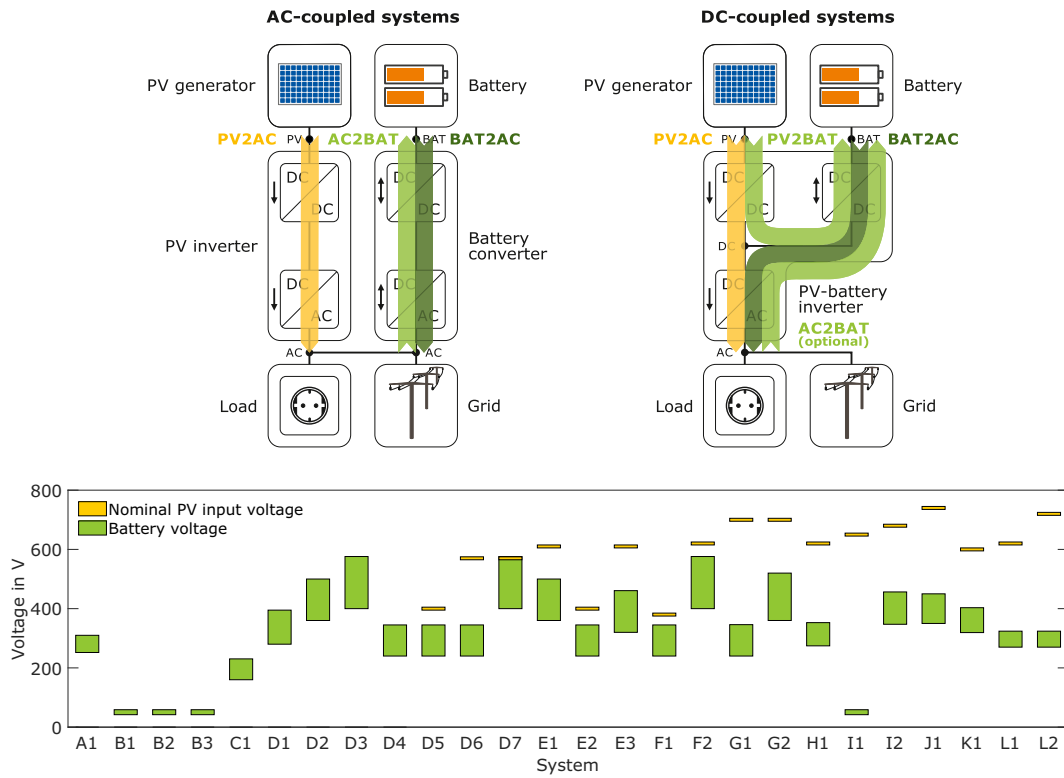 AC-coupled systems
DC-coupled systems
PV generator
Battery
PV generator
Battery
PV2AC
PV
AC2BAT
BAT
BAT2AC
PV2AC
PV
PV2BAT
BAT
BAT2AC
DC
DC
DC
DC
DC
DC
DC
DC
PV inverter
Battery
converter
DC
DC
AC
DC
AC
DC
AC
PV-battery
inverter
AC2BAT
(optional)
AC
AC
AC
Load
Grid
Load
Grid
800
600
400
200
0
Voltage in V
Nominal PV input voltage
Battery voltage
A1 B1 B2 B3 C1 D1 D2 D3 D4 D5 D6 D7 E1 E2 E3 F1 F2 G1 G2 H1 I1 I2 J1 K1 L1 L2
System